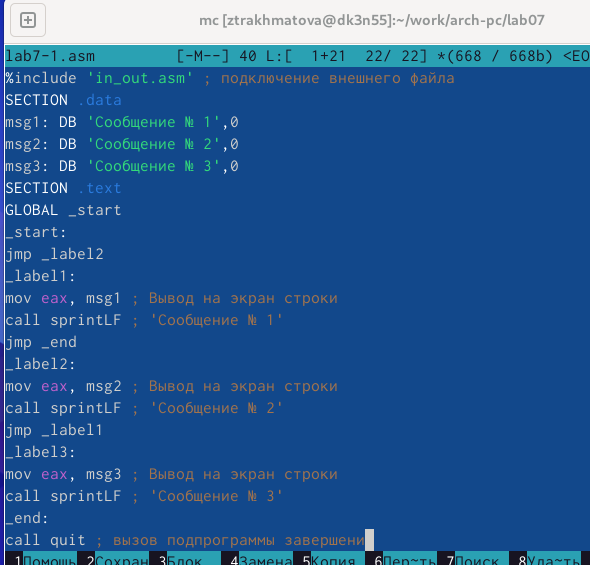 mc [ztrakhmatova@dk3n55]:~/work/arch-pc/lab07
lab7-1.asm [-M--] 40 L:[ 1+21 22/ 22] *(668 / 668b) <EO
%include 'in_out.asm' ; подключение внешнего файла
SECTION .data
msg1: DB 'Сообщение № 1',0
msg2: DB 'Сообщение № 2',0
msg3: DB 'Сообщение № 3',0
SECTION .text
GLOBAL _start
_start:
jmp _label2
_label1:
mov eax, msg1 ; Вывод на экран строки
call sprintLF ; 'Сообщение № 1'
jmp _end
_label2:
mov eax, msg2 ; Вывод на экран строки
call sprintLF ; 'Сообщение № 2'
jmp _label1
_label3:
mov eax, msg3 ; Вывод на экран строки
call sprintLF ; 'Сообщение № 3'
_end:
call quit ; вызов подпрограммы завершени
1Помощь 2Сохран 3Блок 4Замена 5Копия 6Пер~ть 7Поиск 8Уда~ть